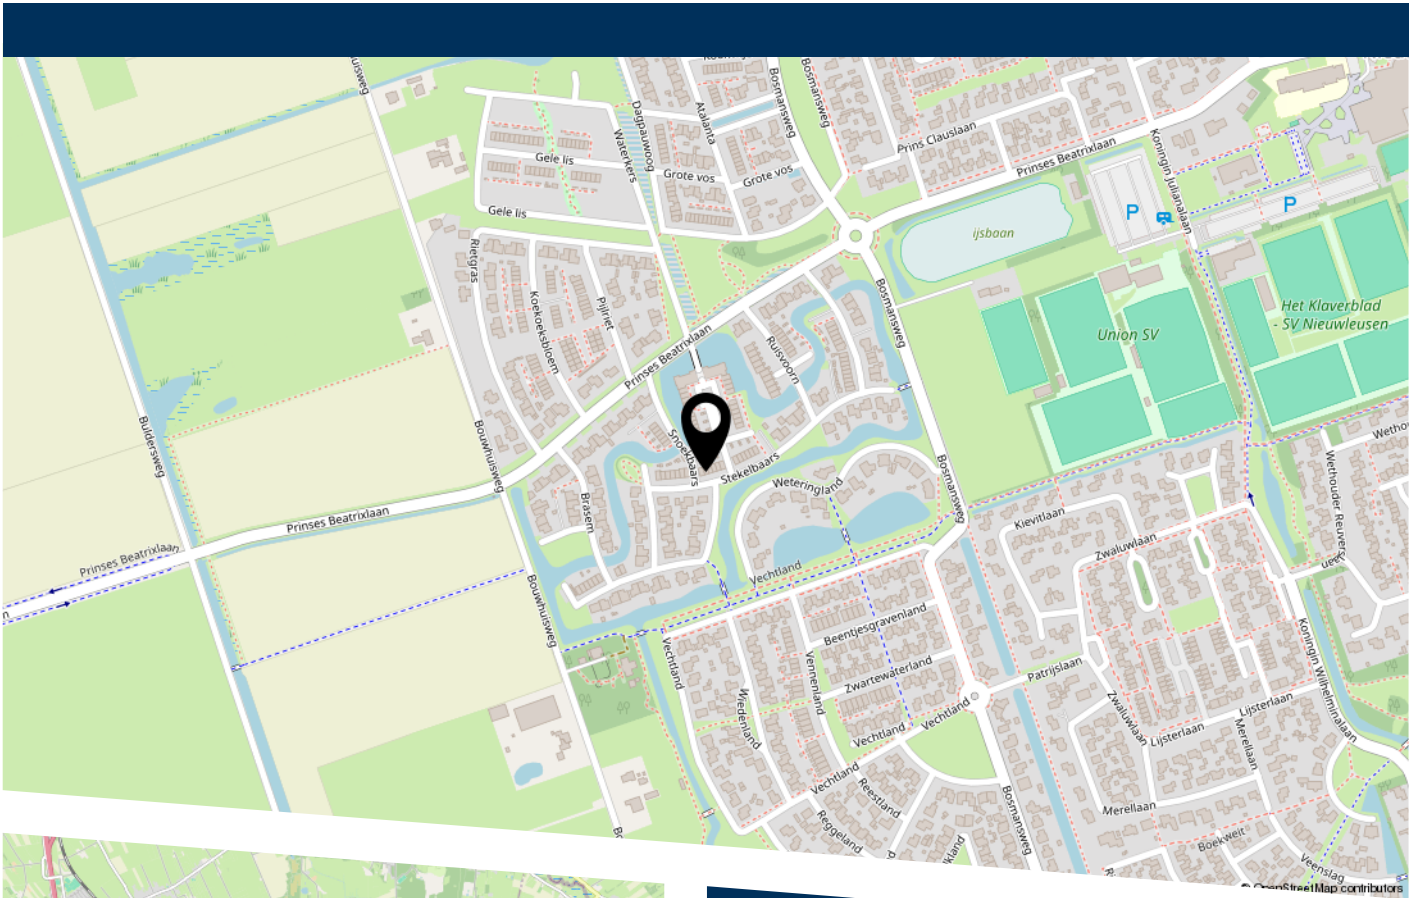 uisweg
Bosmansweg
Bosmansweg
Dagpauwoog
Atalanta
Waterkers
Prins Clauslaan
Prinses Beatrixlaan
Koningin Julianalaan
Gele lis
Grote vos
Grote vos
Gele lis
P
P
ijsbaan
Rietgras
Koekoeksbloem
Pijlriet
Prinses Beatrixlaan
Ruisvoorn
Bosmansweg
Union SV
Het Klaverblad
- SV Nieuwleusen
Buldersweg
Bouwhuisweg
Snoekbaars
Stekelbaars
Weteringland
Bosmansweg
Wethouder Reuvers
Wethou
Brasem
Prinses Beatrixlaan
Prinses Beatrixlaan
n
Kievitlaan
Zwaluwlaan
Vechtland
Bouwhuisweg
Beentjesgravenland
Vechtland
Vennenland
Zwartewaterland
Patrijslaan
Koningin Wilhelminalaan
Wiedenland
Vechtland
Vechtland
Zwaluwlaan
Lijsterlaan
Lijsterlaan
Merellaan
Vechtland
Reestland
Reggeland
Bosmansweg
Merellaan
Boekweit
Veenslag
kland
© OpenStreetMap contributors